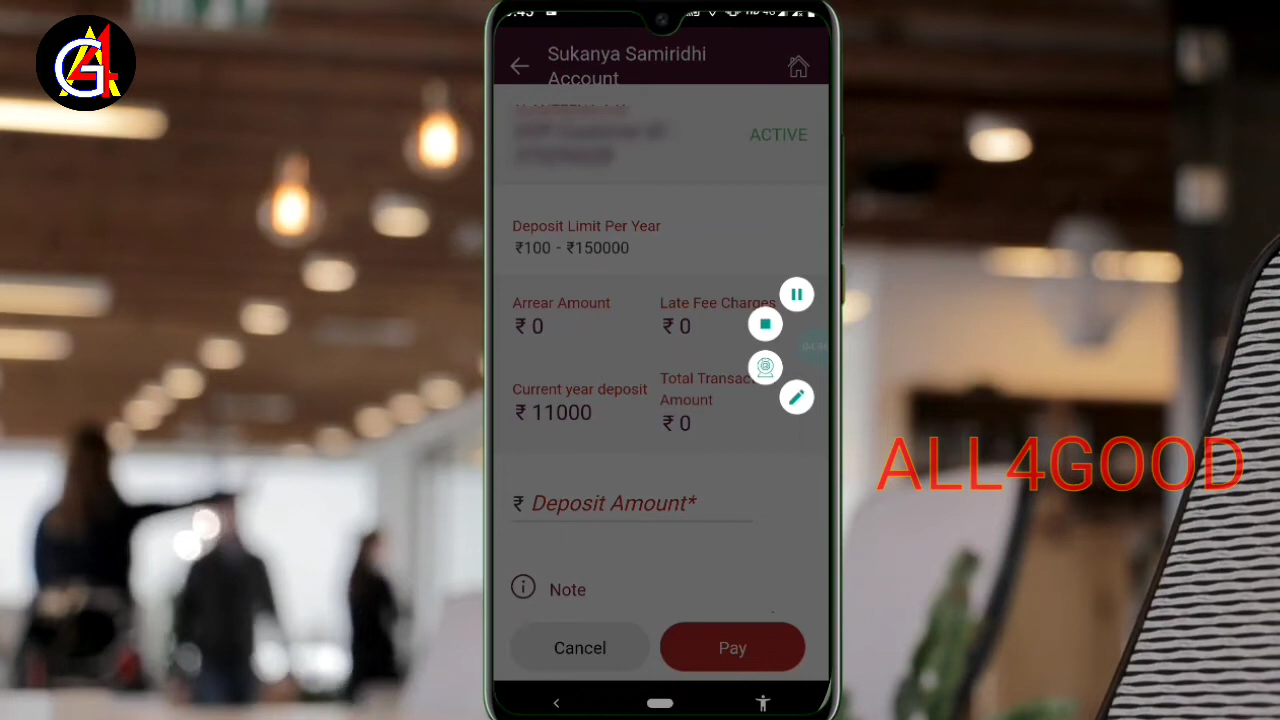 Sukanya Samiridhi
Account
ACTIVE
Deposit Limit Per Year
₹100 - ₹150000
Arrear Amount
Late Fee Charges
₹ 0
₹ 0
Current year deposit
Total Transac
Amount
₹ 11000
₹ 0
₹ Deposit Amount*
Note
Cancel
Pay
ALL4GOOD